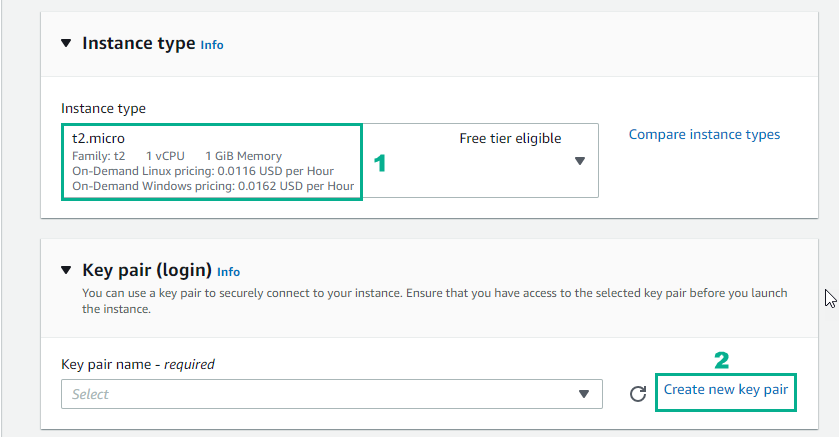 Instance type Info
Instance type
t2.micro Free tier eligible
Family: t2 1 vCPU 1 GiB Memory
On-Demand Linux pricing: 0.0116 USD per Hour
On-Demand Windows pricing: 0.0162 USD per Hour
1
Compare instance types
Key pair (login) Info
You can use a key pair to securely connect to your instance. Ensure that you have access to the selected key pair before you launch
the instance.
Key pair name - required
2
Select
Create new key pair